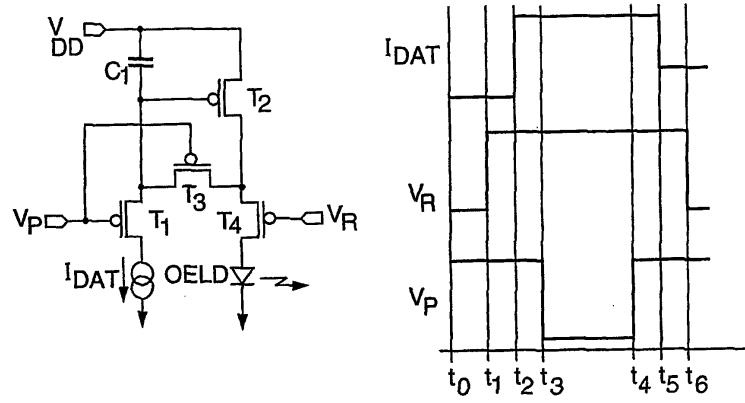 V
DD
C1
T2
T3
VP
T1
T4
VR
IDAT
OELD
IDAT
VR
VP
t0 t1 t2 t3 t4 t5 t6